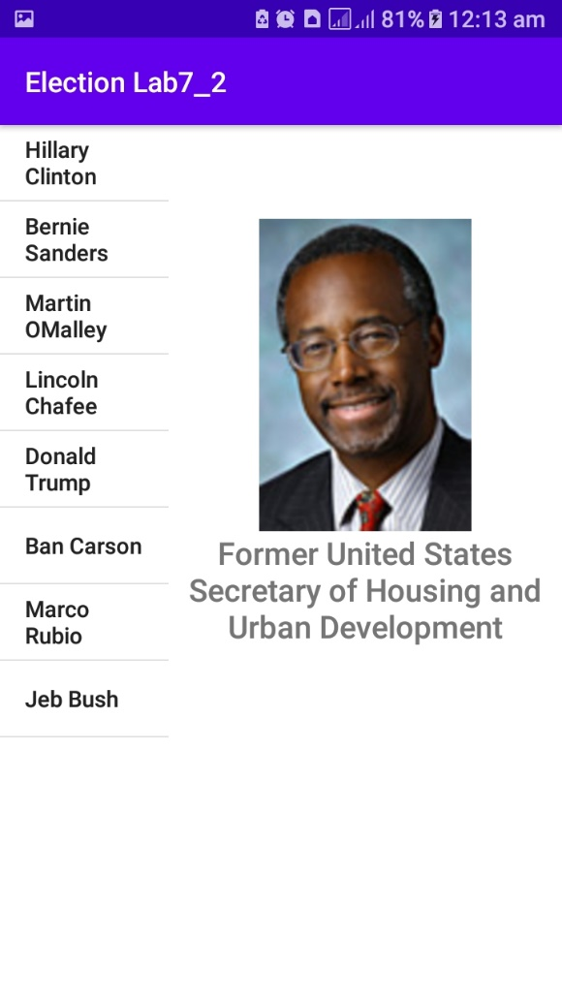 81% 12:13 am
Election Lab7_2
Hillary
Clinton
Bernie
Sanders
Martin
OMalley
Lincoln
Chafee
Donald
Trump
Ban Carson
Marco
Rubio
Jeb Bush
Former United States
Secretary of Housing and
Urban Development